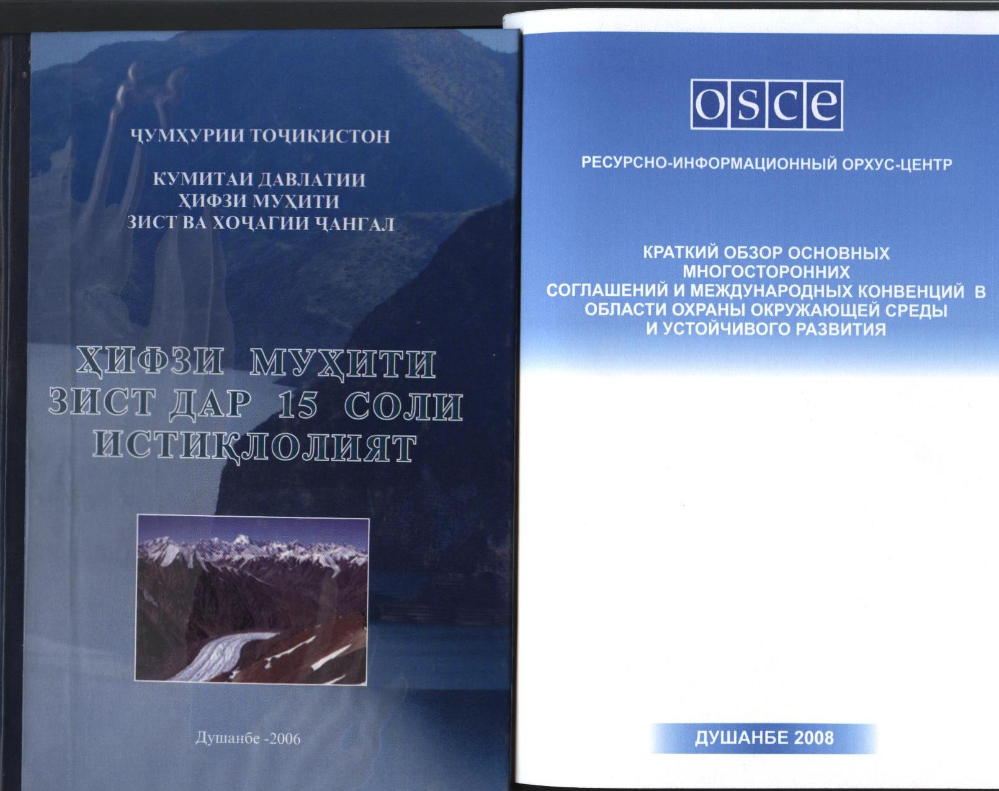 ҶУМҲУРИИ ТОҶИКИСТОН
КУМИТАИ ДАВЛАТИИ
ҲИФЗИ МУҲИТИ
ЗИСТ ВА ХОҶАГИИ ҶАНГАЛ
ҲИФЗИ МУҲИТИ
ЗИСТ ДАР 15 СОЛИ
ИСТИҚЛОЛИЯТ
Душанбе -2006
osce
РЕСУРСНО-ИНФОРМАЦИОННЫЙ ОРХУС-ЦЕНТР
КРАТКИЙ ОБЗОР ОСНОВНЫХ
МНОГОСТОРОННИХ
СОГЛАШЕНИЙ И МЕЖДУНАРОДНЫХ КОНВЕНЦИЙ В
ОБЛАСТИ ОХРАНЫ ОКРУЖАЮЩЕЙ СРЕДЫ
И УСТОЙЧИВОГО РАЗВИТИЯ
ДУШАНБЕ 2008